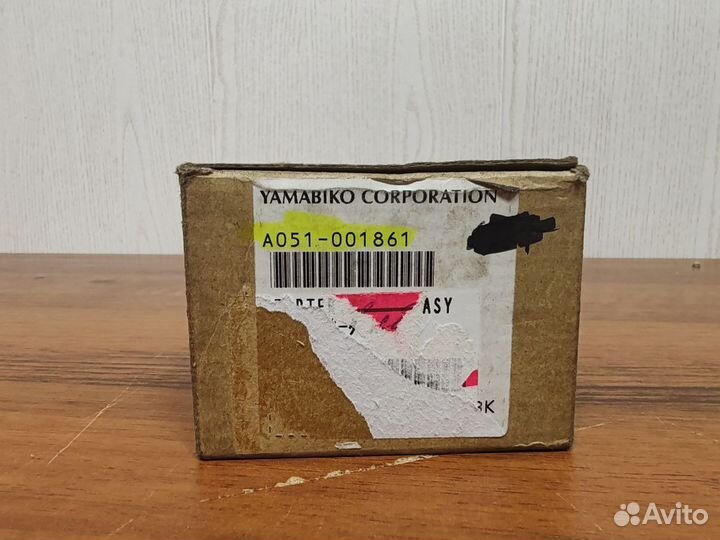 YAMABIKO CORPORATION
A051-001861
ASY
Avito